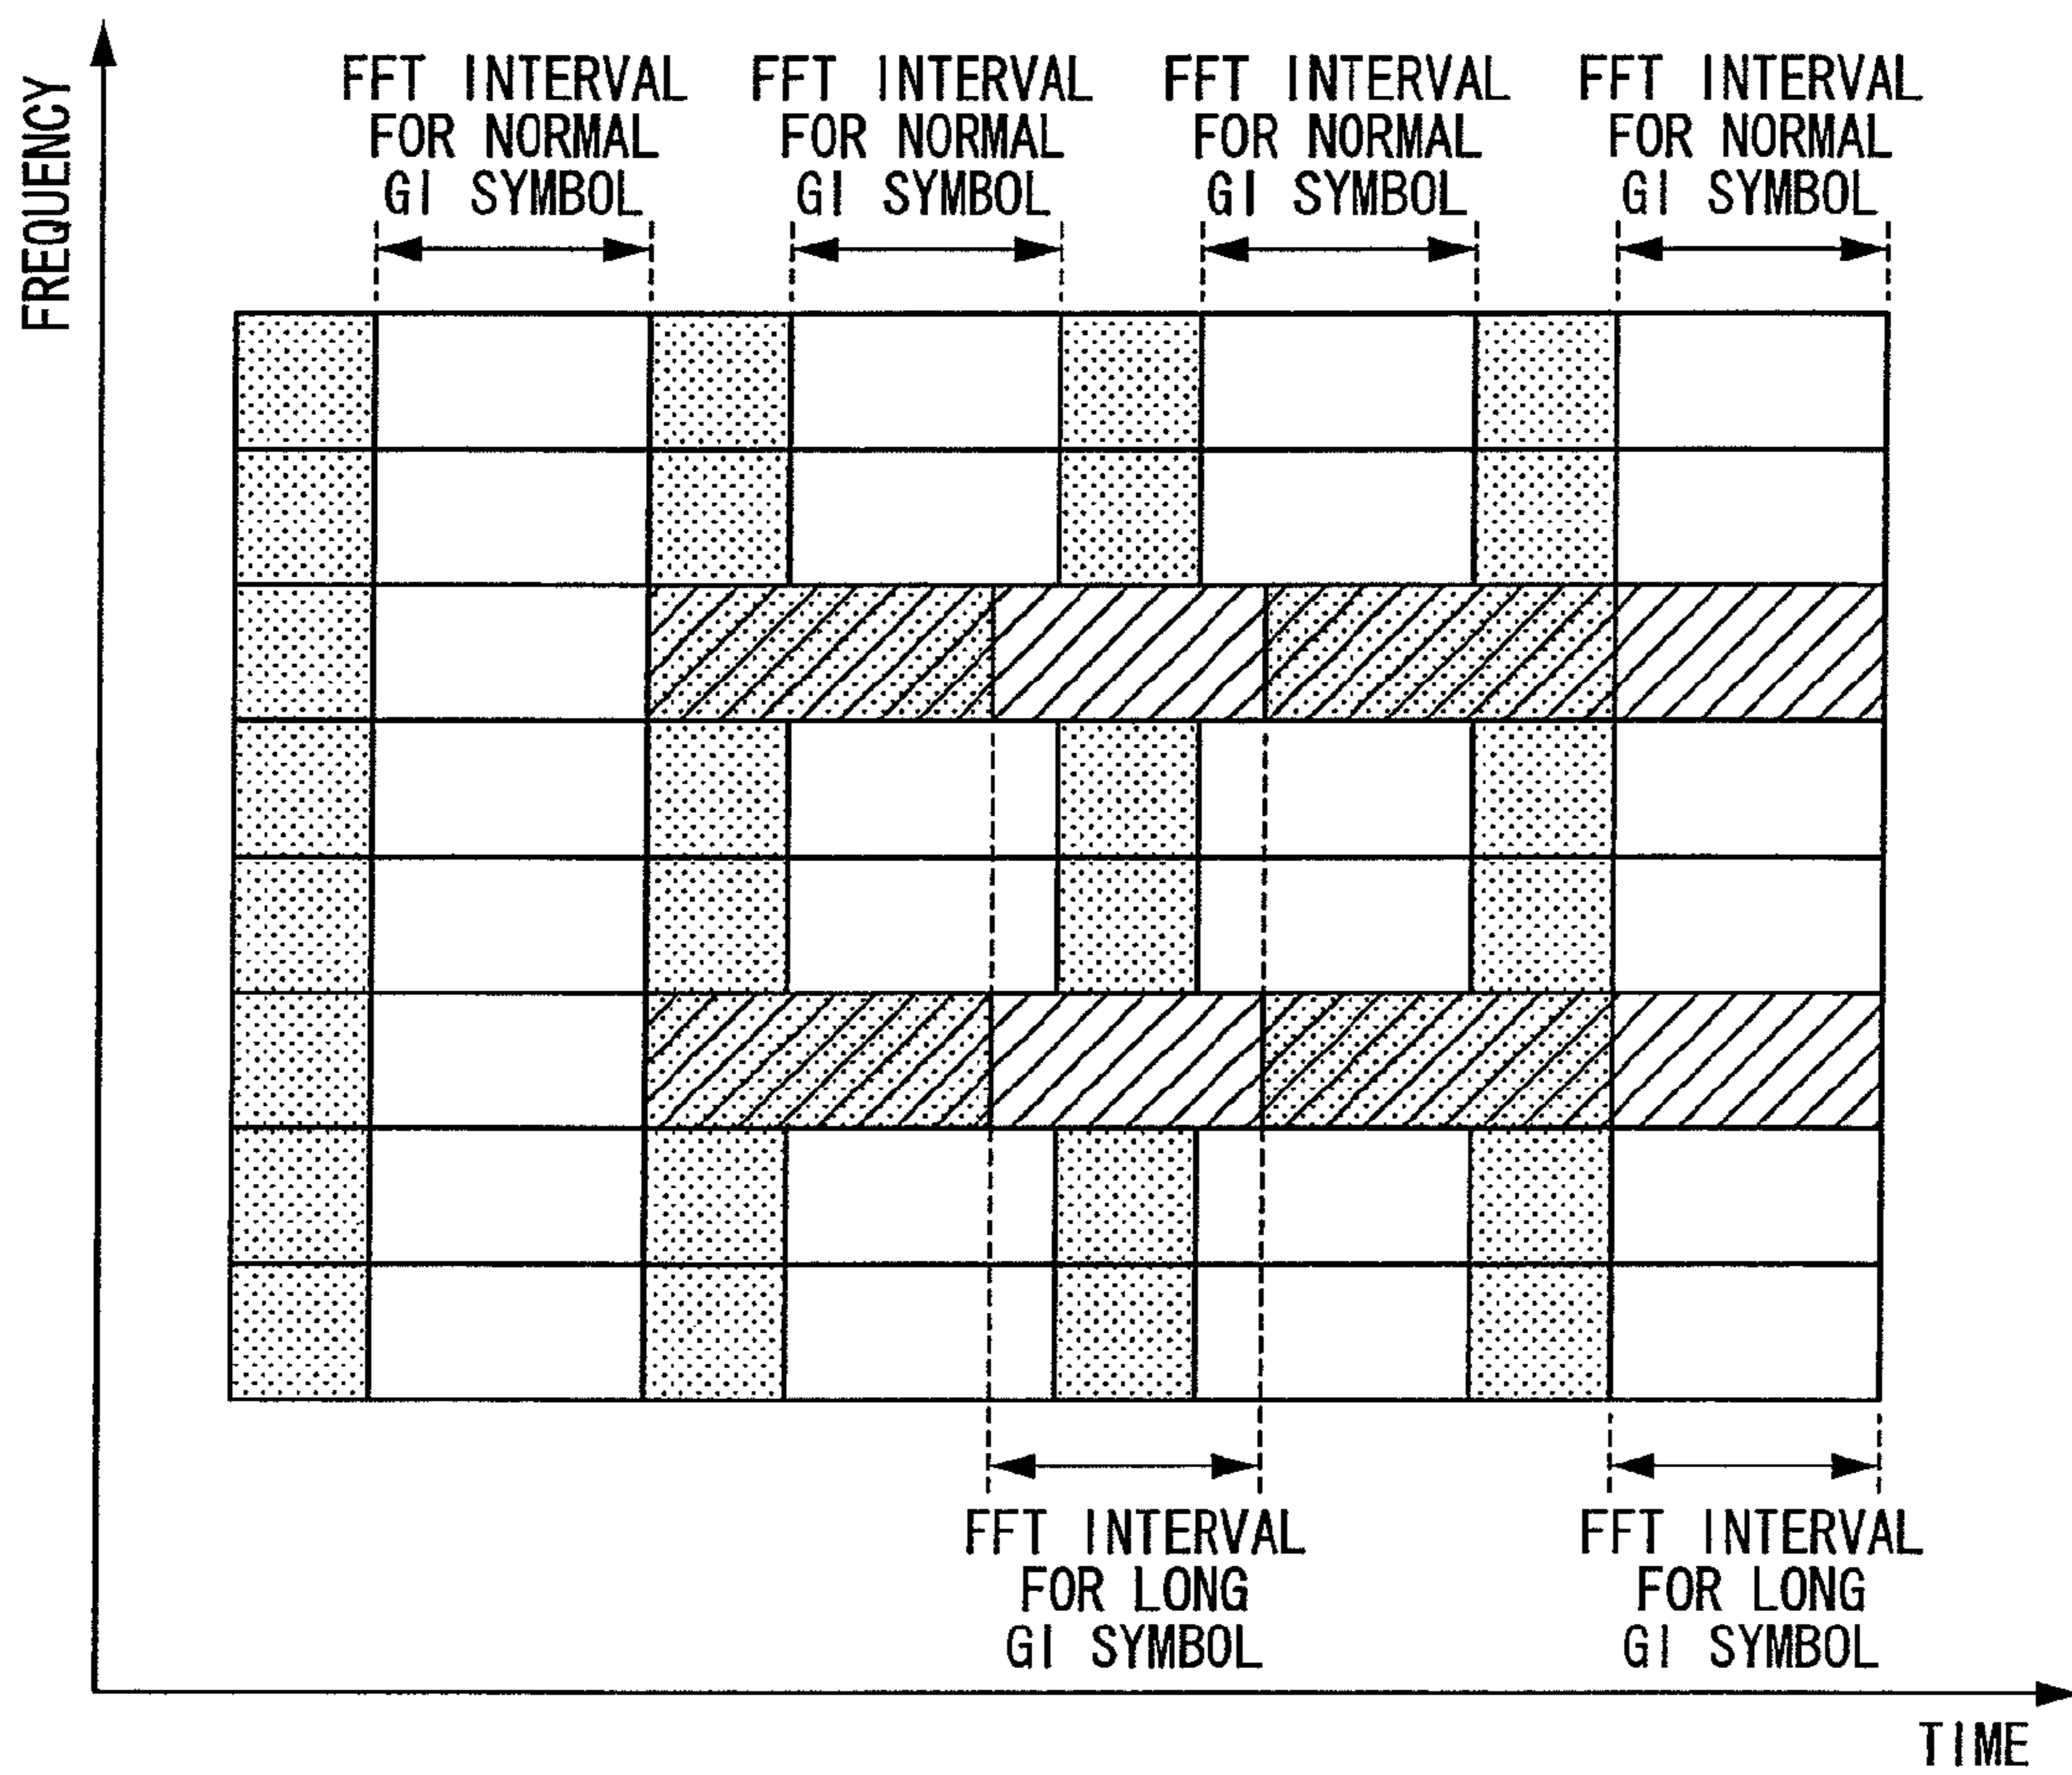 FREQUENCY
FFT INTERVAL
FOR NORMAL
GI SYMBOL
FFT INTERVAL
FOR NORMAL
GI SYMBOL
FFT INTERVAL
FOR NORMAL
GI SYMBOL
FFT INTERVAL
FOR NORMAL
GI SYMBOL
FFT INTERVAL
FOR LONG
GI SYMBOL
FFT INTERVAL
FOR LONG
GI SYMBOL
TIME